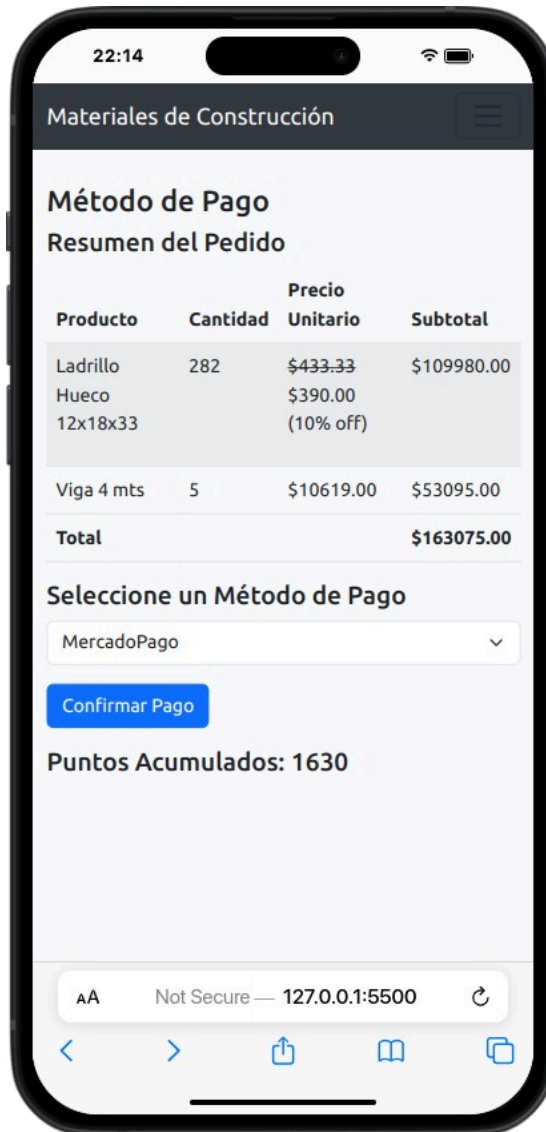 22:14
Materiales de Construcción
Método de Pago
Resumen del Pedido
Producto Cantidad Precio Unitario Subtotal
Ladrillo Hueco 12x18x33 282 $433.33 $390.00 (10% off) $109980.00
Viga 4 mts 5 $10619.00 $53095.00
Total $163075.00
Seleccione un Método de Pago
MercadoPago
Confirmar Pago
Puntos Acumulados: 1630
AA Not Secure — 127.0.0.1:5500